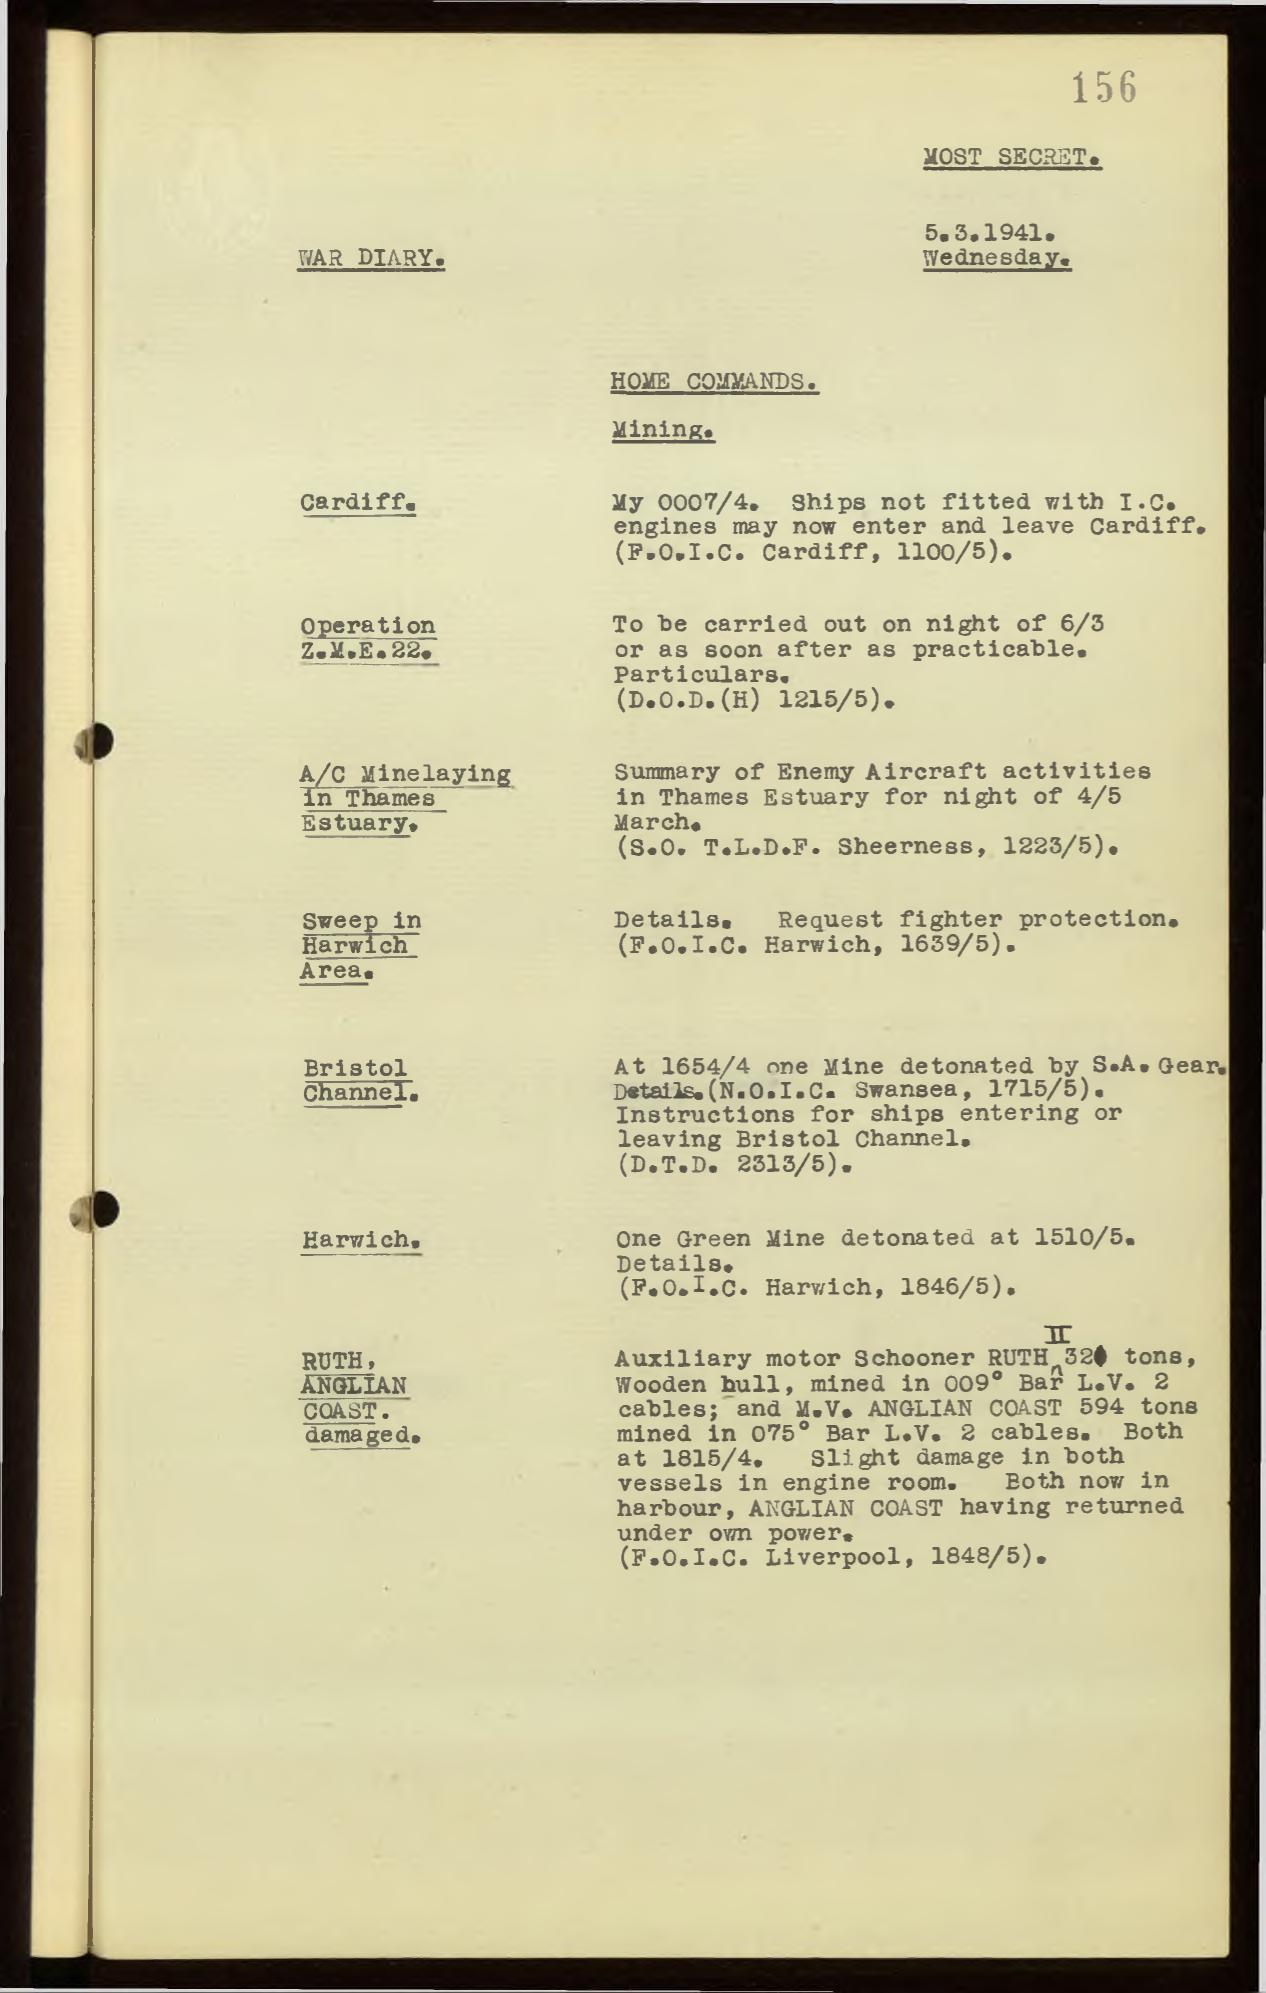 156
MOST SECRET.
5.3.1941.
WAR DIARY.
Wednesday.
HOME COMMANDS.
Mining.
Cardiff.
My 0007/4. Ships not fitted with I.C.
engines may now enter and leave Cardiff.
(F.O.I.C. Cardiff, 1100/5).
Operation
Z.M.E.22.
To be carried out on night of 6/3
or as soon after as practicable.
Particulars.
(D.O.D.(H) 1215/5).
A/C Minelaying
in Thames
Estuary.
Summary of Enemy Aircraft activities
in Thames Estuary for night of 4/5
March.
(S.O. T.L.D.F. Sheerness, 1223/5).
Sweep in
Harwich
Area.
Details. Request fighter protection.
(F.O.I.C. Harwich, 1639/5).
Bristol
Channel.
At 1654/4 one Mine detonated by S.A. Gear.
Details.(N.O.I.C. Swansea, 1715/5).
Instructions for ships entering or
leaving Bristol Channel.
(D.T.D. 2313/5).
Harwich.
One Green Mine detonated at 1510/5.
Details.
(F.O.I.C. Harwich, 1846/5).
RUTH,
ANGLIAN
COAST.
damaged.
II
Auxiliary motor Schooner RUTH tons,
Wooden hull, mined in 009° Bar L.V. 2
cables; and M.V. ANGLIAN COAST 594 tons
mined in 075° Bar L.V. 2 cables. Both
at 1815/4. Slight damage in both
vessels in engine room. Both now in
harbour, ANGLIAN COAST having returned
under own power.
(F.O.I.C. Liverpool, 1848/5).